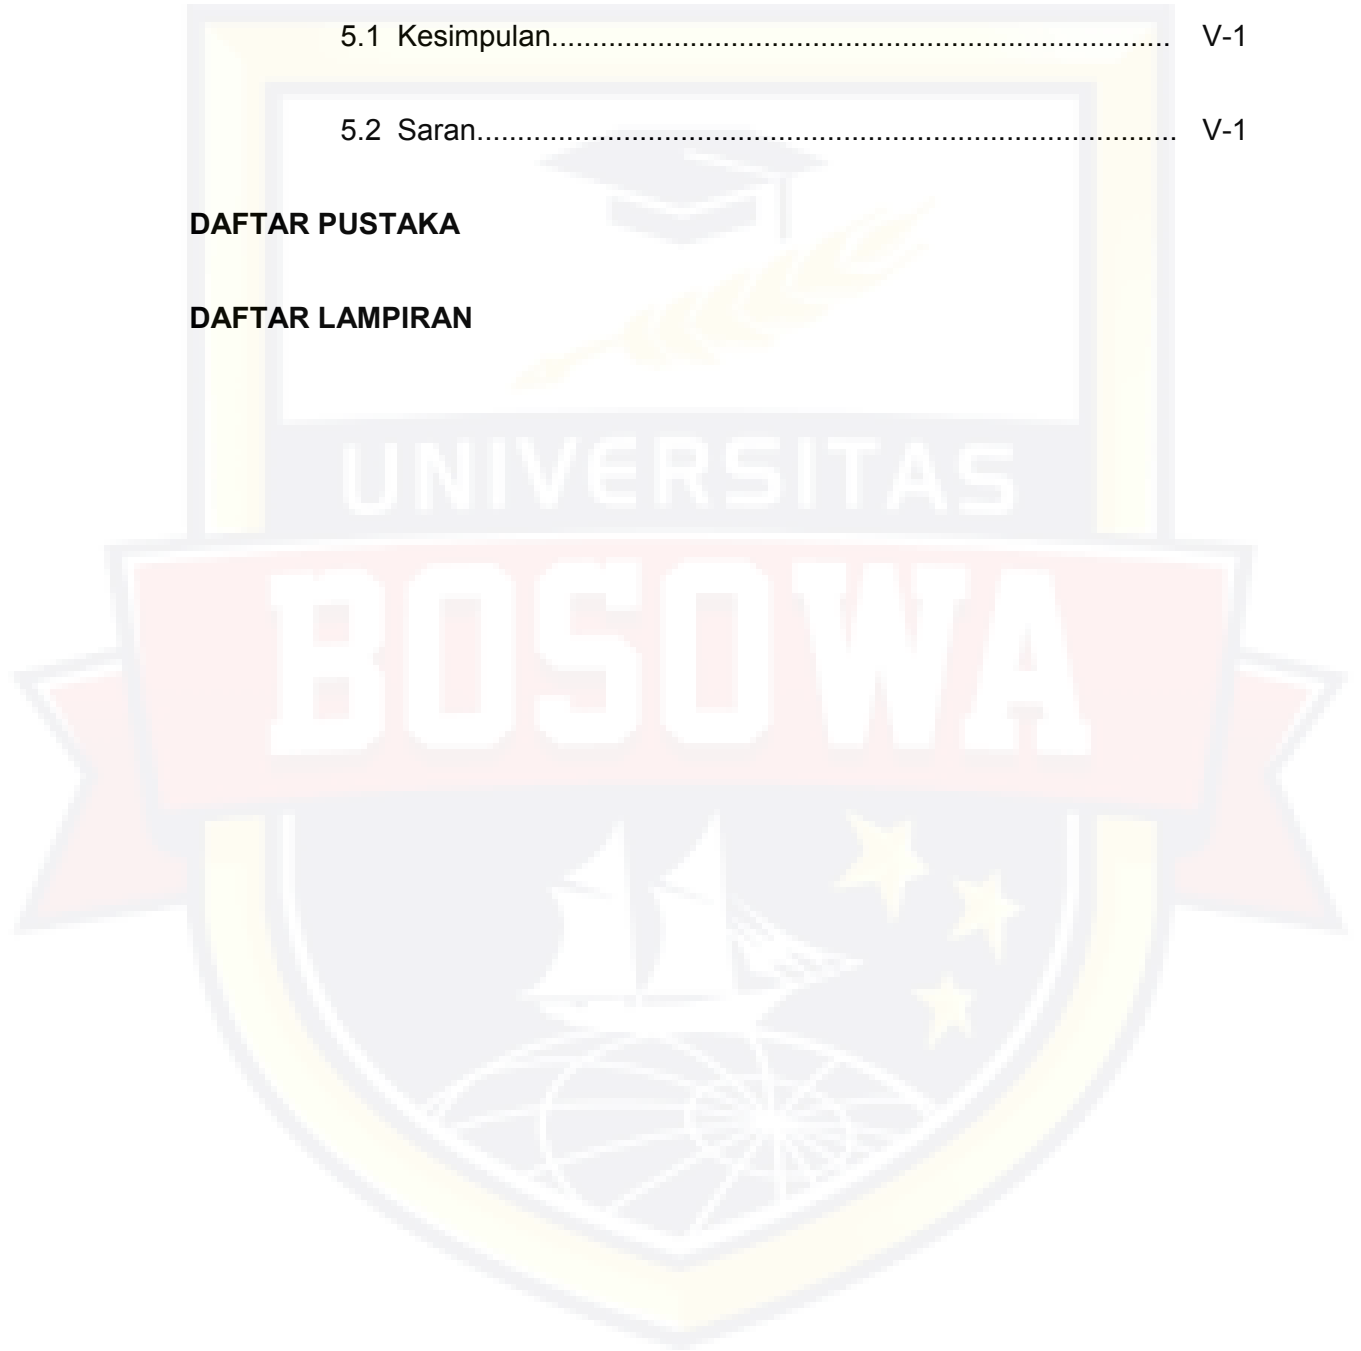 5.1 Kesimpulan........................................................................... V-1
5.2 Saran..................................................................................... V-1
DAFTAR PUSTAKA
DAFTAR LAMPIRAN
UNIVERSITAS
BOSOWA